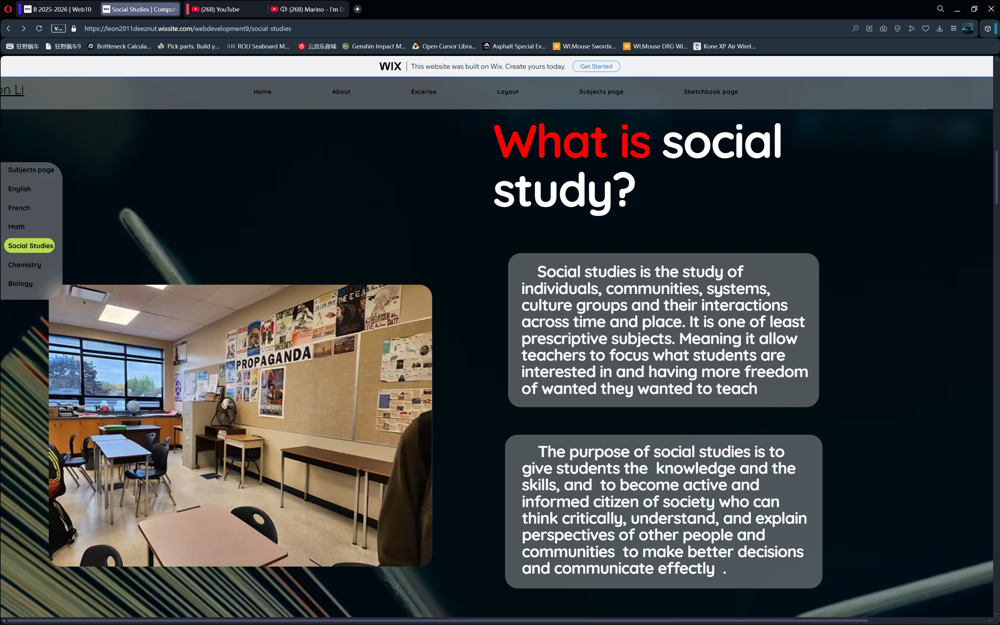 B 2025-2026 | Web10
Social Studies | Comput
(268) YouTube
(268) Marino - I'm D
V...
https://leon2011deeznut.wixsite.com/webdevelopment9/social-studies
狂野飙车
狂野飙车9
Bottleneck Calcula...
Pick parts. Build y...
ROLI Seaboard M...
云音乐商城
Genshin Impact M...
Open Cursor Libra...
Asphalt Special Ev...
WLMouse Swordx...
WLMouse DRG Wi...
Kone XP Air Wirel...
WIX
This website was built on Wix. Create yours today.
Get Started
on Li
Home
About
Excerise
Layout
Subjects page
Sketchbook page
What is social
study?
Subjects page
English
French
Math
Social Studies
Chemistry
Biology
Social studies is the study of
individuals, communities, systems,
culture groups and their interactions
across time and place. It is one of least
prescriptive subjects. Meaning it allow
teachers to focus what students are
interested in and having more freedom
of wanted they wanted to teach
STOP THIS
THE TEA
PROPAGANDA
The purpose of social studies is to
give students the knowledge and the
skills, and to become active and
informed citizen of society who can
think critically, understand, and explain
perspectives of other people and
communities to make better decisions
and communicate effectly .